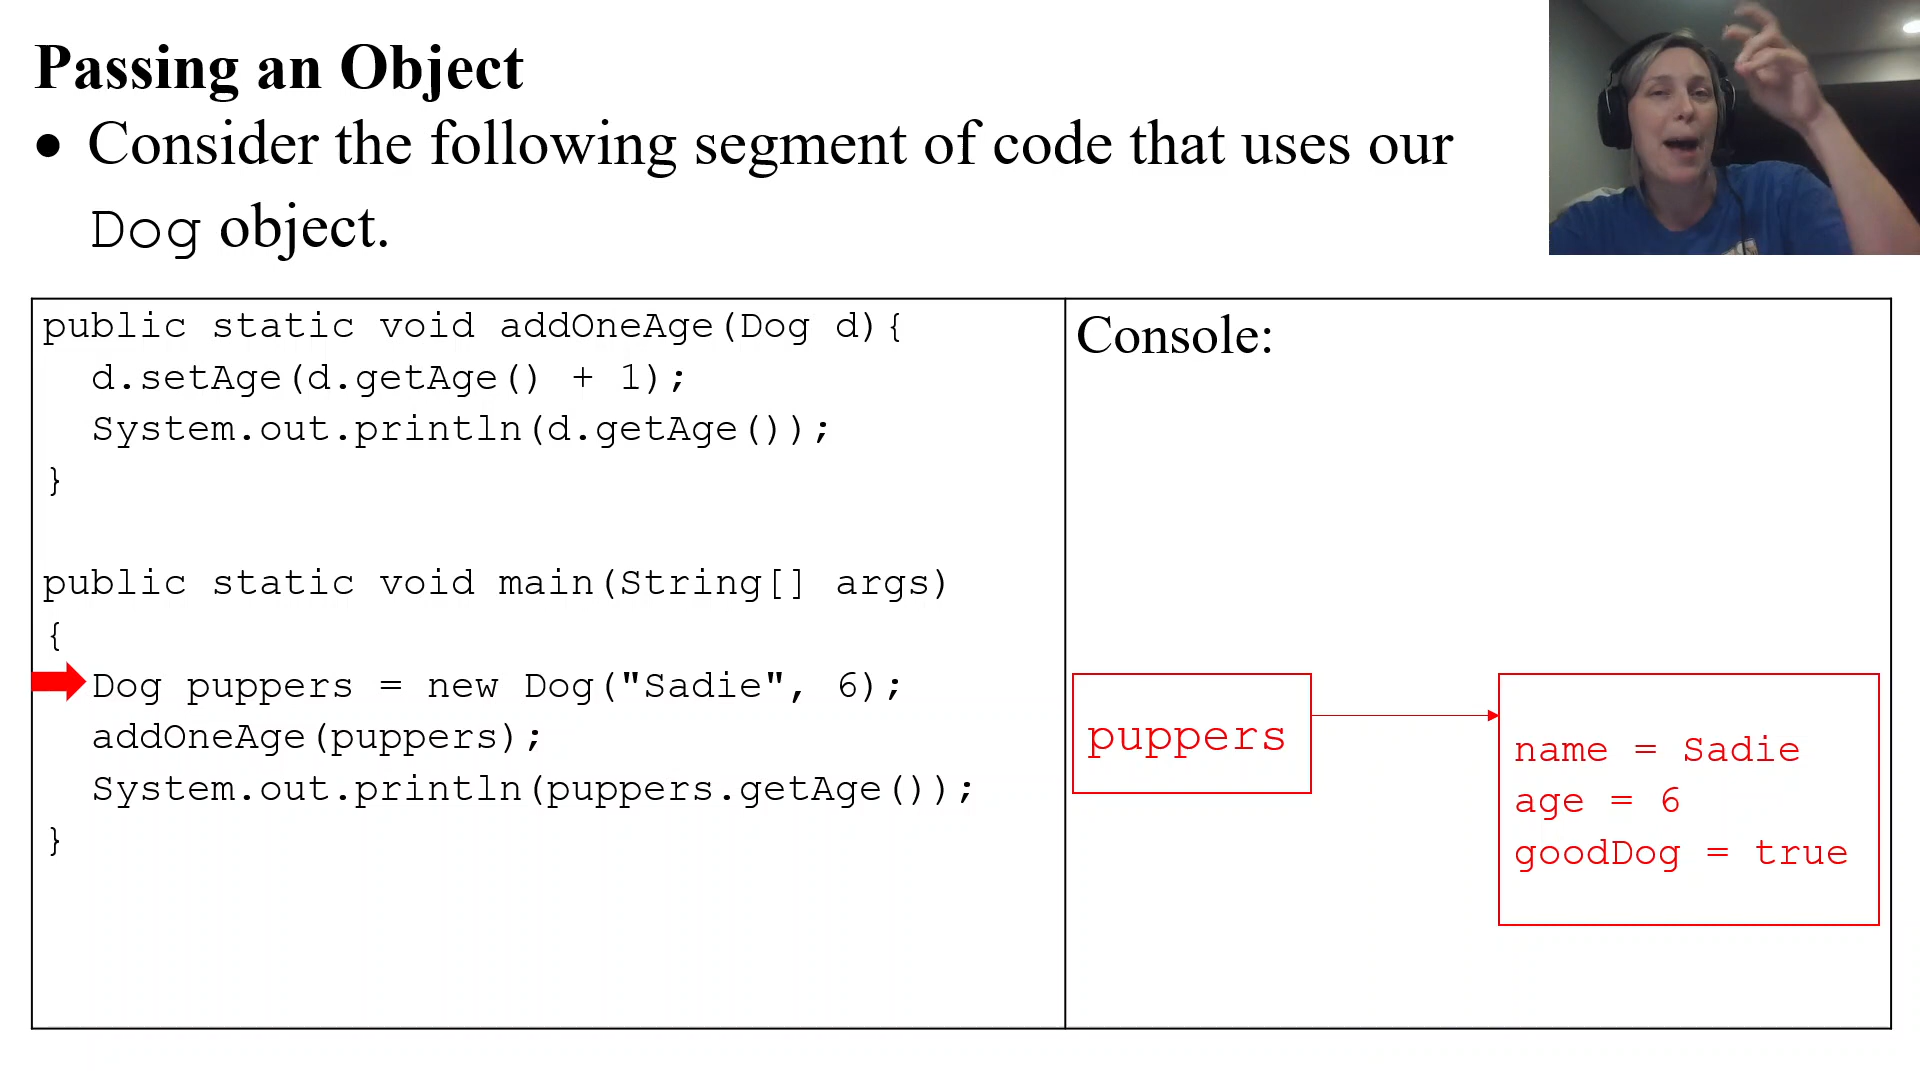 Passing an Object
• Consider the following segment of code that uses our
Dog object.
public static void addOneAge(Dog d){
d.setAge(d.getAge() + 1);
System.out.println(d.getAge());
}
public static void main(String[] args)
{
Dog puppers = new Dog("Sadie", 6);
addOneAge(puppers);
System.out.println(puppers.getAge());
}
Console:
puppers
name = Sadie
age = 6
goodDog = true